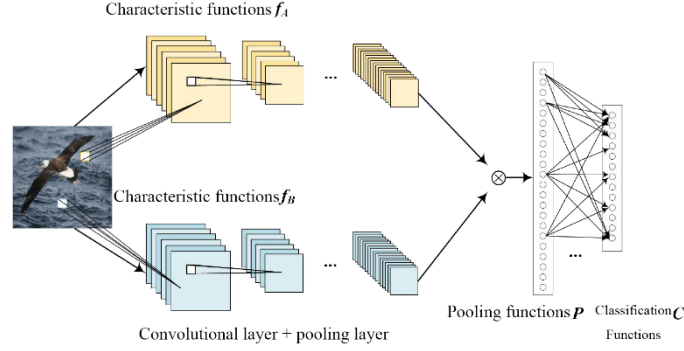 Characteristic functions f_A
...
Characteristic functions f_B
⊗
...
...
Pooling functions P
Classification C
Functions
Convolutional layer + pooling layer